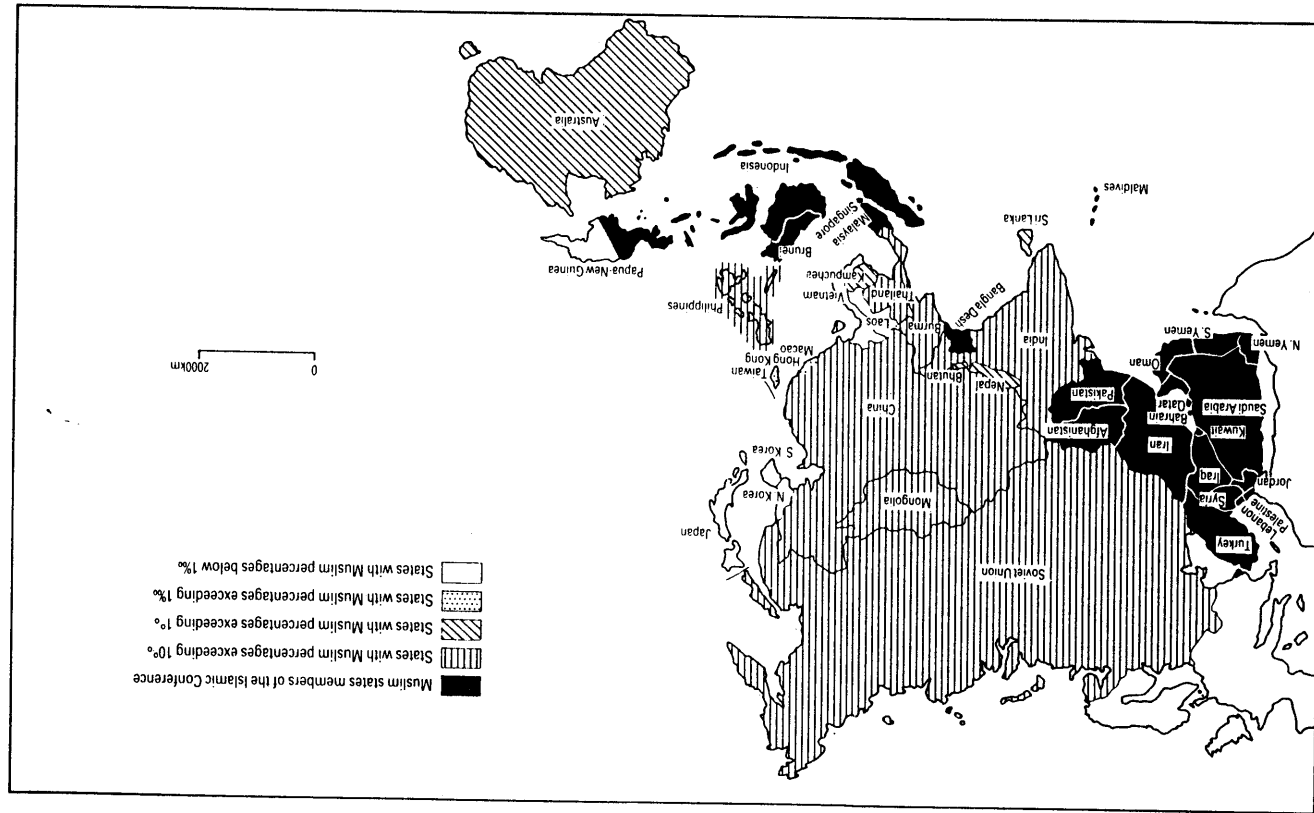 Turkey
Lebanon
Palestine
Syria
Jordan
Iraq
Kuwait
Saudi Arabia
Iran
Bahrain
Qatar
N. Yemen
S. Yemen
Oman
Afghanistan
Pakistan
Soviet Union
Mongolia
China
Nepal
Bhutan
India
Bangla Desh
Burma
Sri Lanka
Maldives
Laos
Thailand
Vietnam
Kampuchea
Malaysia
Singapore
Brunei
Indonesia
Philippines
Papua-New Guinea
Australia
Japan
N Korea
S Korea
Taiwan
Hong Kong
Macao
0 2000km
Muslim states members of the Islamic Conference
States with Muslim percentages exceeding 10%
States with Muslim percentages exceeding 1%
States with Muslim percentages exceeding 1‰
States with Muslim percentages below 1‰